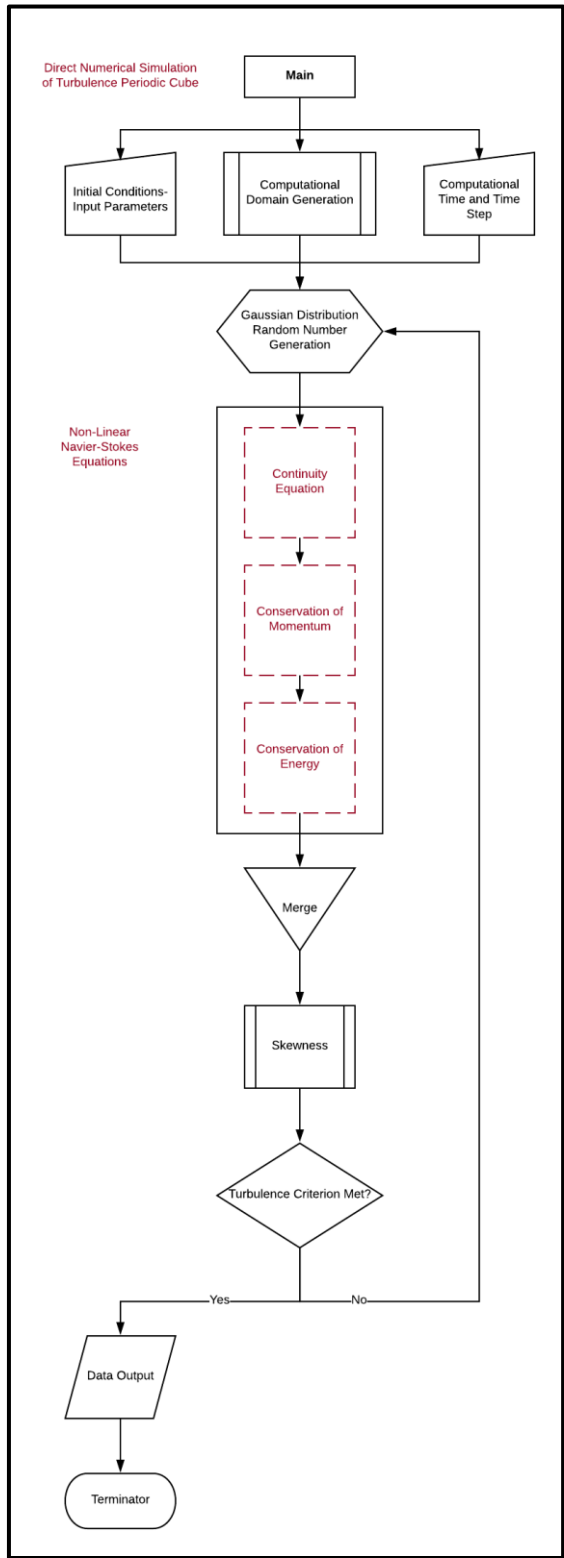 Direct Numerical Simulation
of Turbulence Periodic Cube
Main
Initial Conditions-
Input Parameters
Computational
Domain Generation
Computational
Time and Time
Step
Gaussian Distribution
Random Number
Generation
Non-Linear
Navier-Stokes
Equations
Continuity
Equation
Conservation of
Momentum
Conservation of
Energy
Merge
Skewness
Turbulence Criterion Met?
Yes
No
Data Output
Terminator